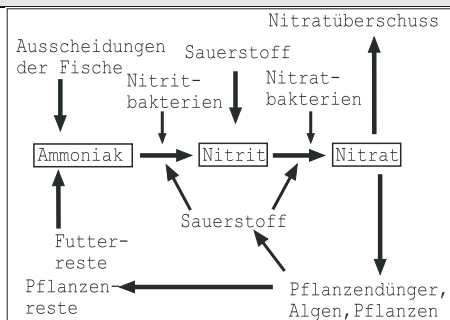 Nitratüberschuss
Ausscheidungen
der Fische
Sauerstoff
Nitrit-
bakterien
Nitrat-
bakterien
Ammoniak
Nitrit
Nitrat
Sauerstoff
Futter-
reste
Pflanzen-
reste
Pflanzendünger,
Algen,Pflanzen